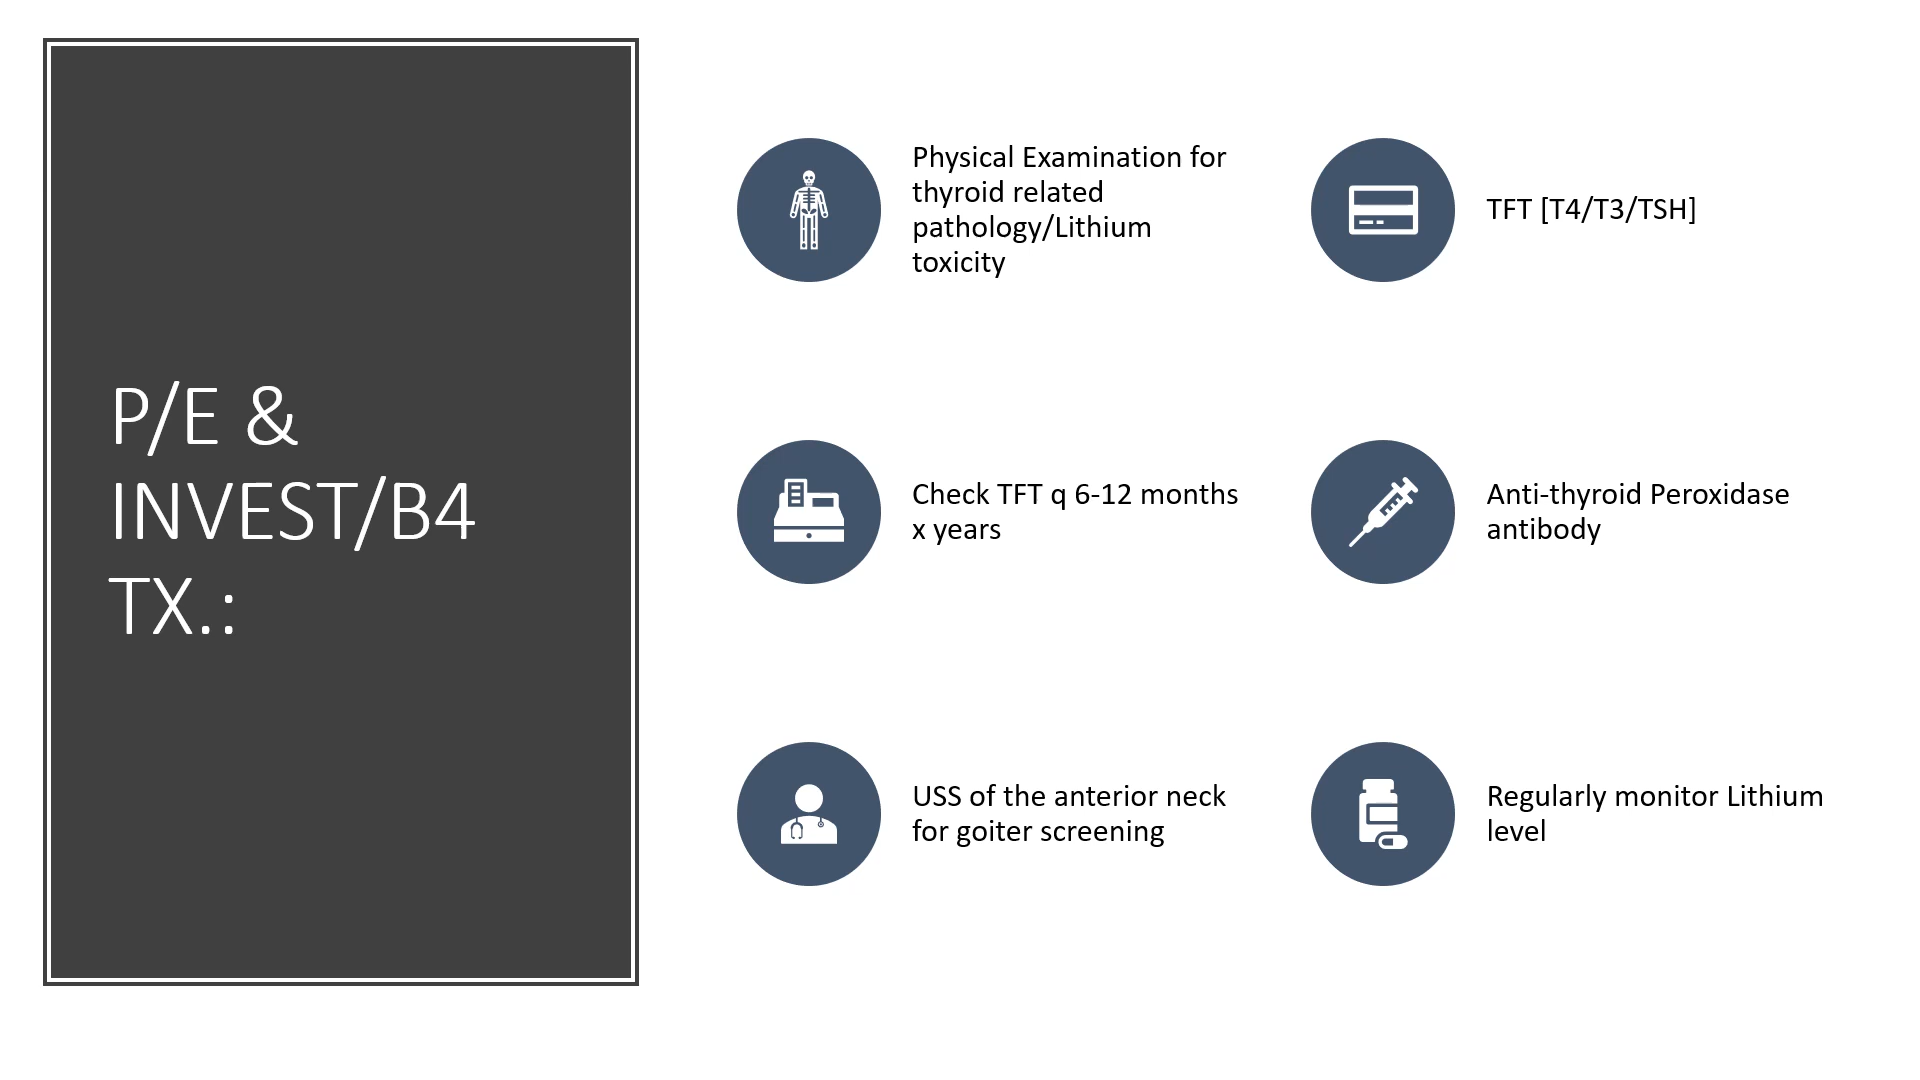 P/E &
INVEST/B4
TX.:
Physical Examination for
thyroid related
pathology/Lithium
toxicity
TFT [T4/T3/TSH]
Check TFT q 6-12 months
x years
Anti-thyroid Peroxidase
antibody
USS of the anterior neck
for goiter screening
Regularly monitor Lithium
level